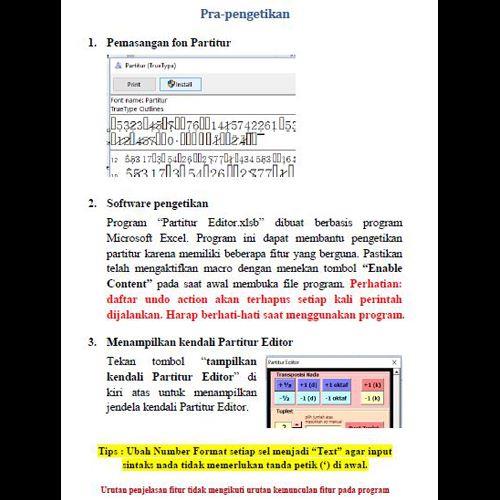 Pra-pengetikan
1. Pemasangan fon Partitur
Partitur (TrueType)
Print
Install
Font name: Partitur
TrueType Outlines
2. Software pengetikan
Program “Partitur Editor.xlsb” dibuat berbasis program
Microsoft Excel. Program ini dapat membantu pengetikan
partitur karena memiliki beberapa fitur yang berguna. Pastikan
telah mengaktifkan macro dengan menekan tombol “Enable
Content” pada saat awal membuka file program. Perhatian:
daftar undo action akan terhapus setiap kali perintah
dijalankan. Harap berhati-hati saat menggunakan program.
3. Menampilkan kendali Partitur Editor
Tekan tombol “tampilkan
kendali Partitur Editor” di
kiri atas untuk menampilkan
jendela kendali Partitur Editor.
Partitur Editor
Transposisi Nada
+½ +1 (d) +1 oktaf +1 (k)
-½ -1 (d) -1 oktaf -1 (k)
Tuplet
Tips : Ubah Number Format setiap sel menjadi “Text” agar input
sintaks nada tidak memerlukan tanda petik (‘) di awal.
Urutan penjelasan fitur tidak mengikuti urutan kemunculan fitur pada program